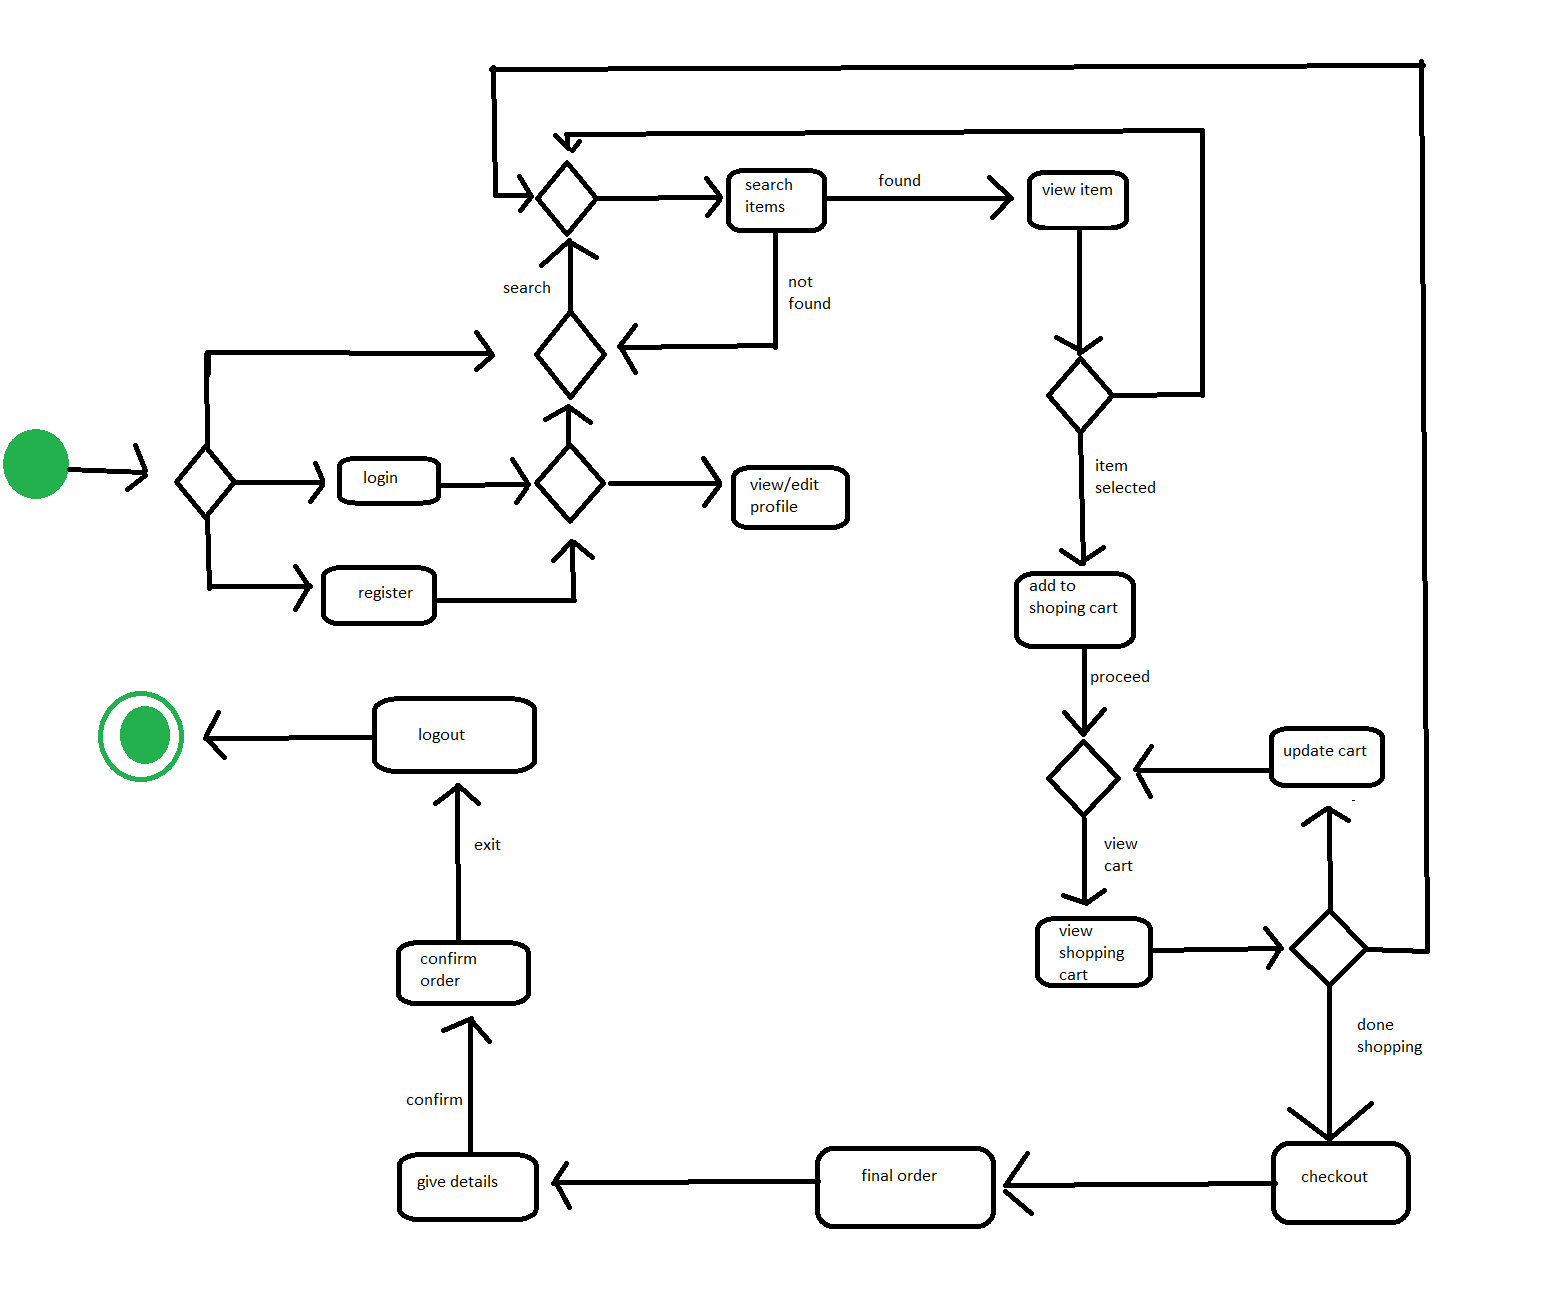 search
items
found
view item
search
not
found
login
view/edit
profile
item
selected
register
add to
shoping cart
proceed
logout
update cart
exit
view
cart
view
shopping
cart
confirm
order
done
shopping
confirm
give details
final order
checkout